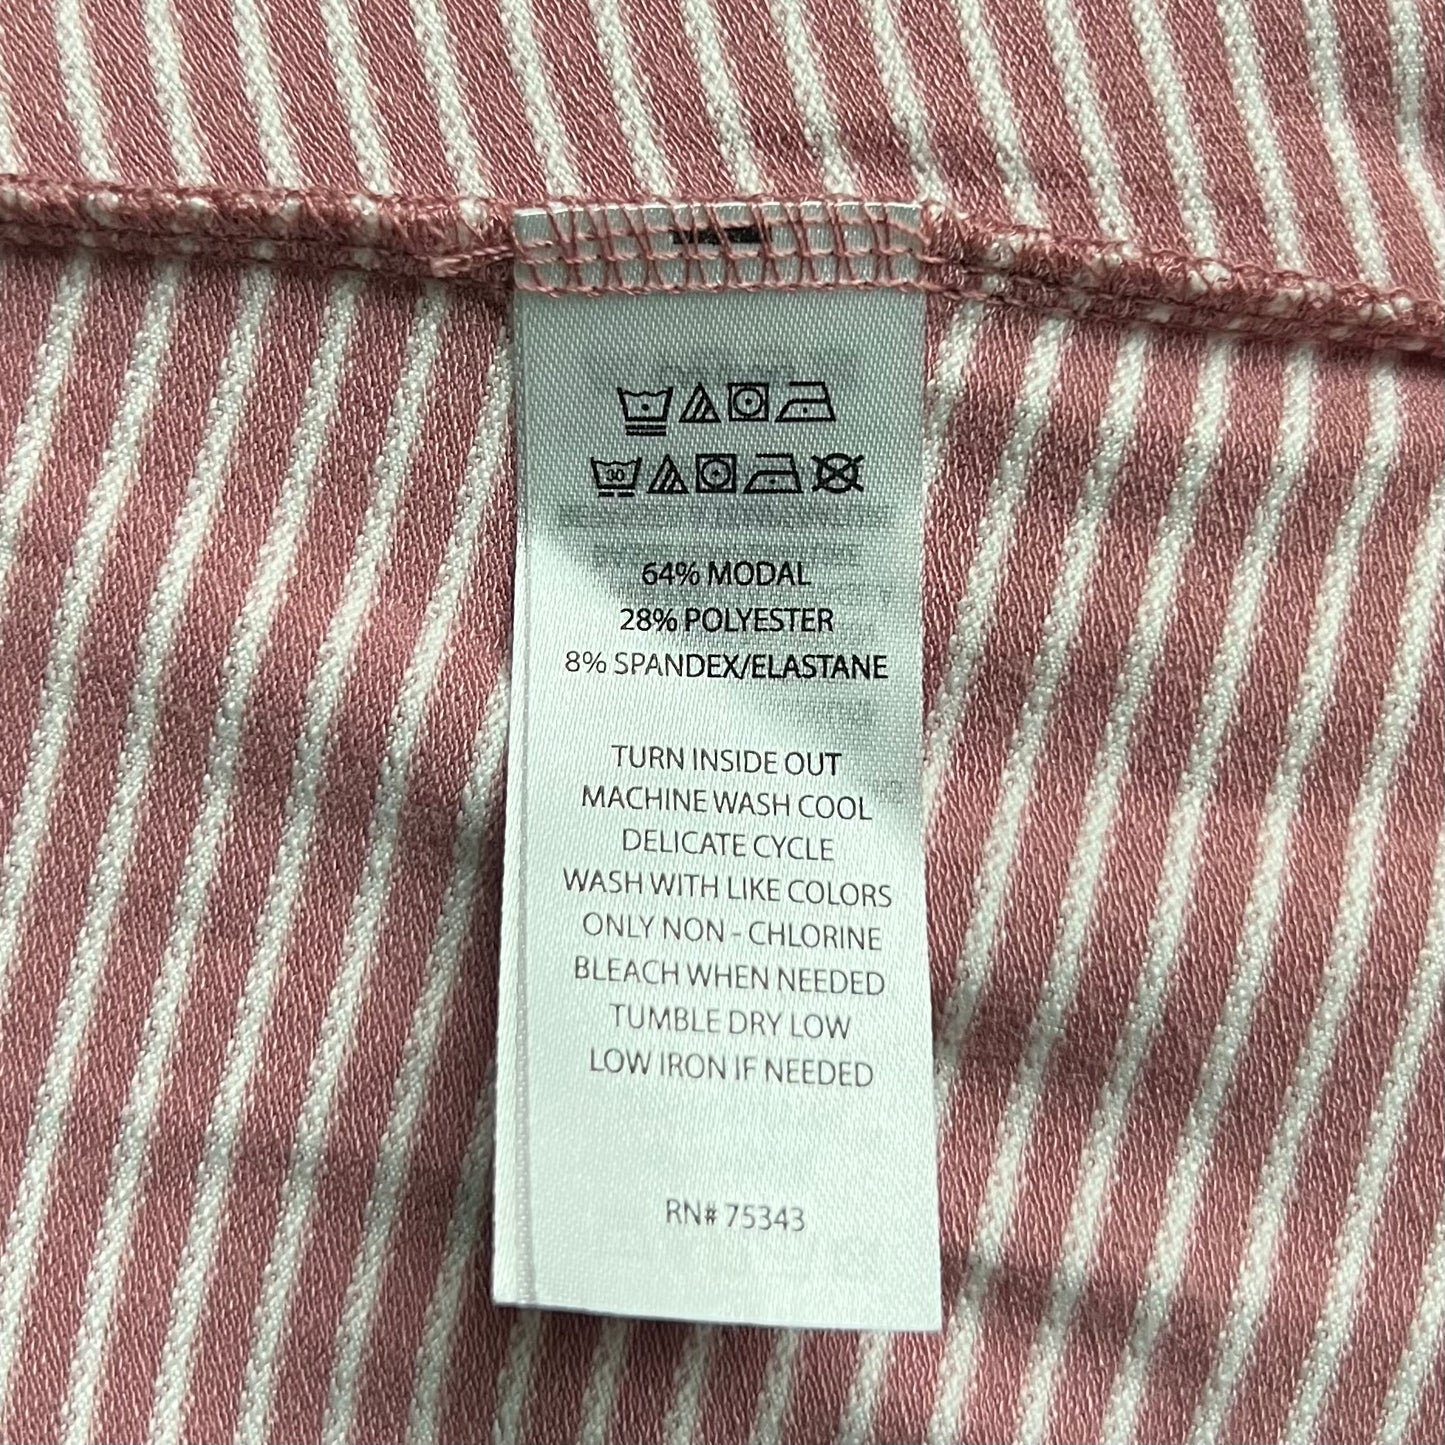 30
64% MODAL
28% POLYESTER
8% SPANDEX/ELASTANE
TURN INSIDE OUT
MACHINE WASH COOL
DELICATE CYCLE
WASH WITH LIKE COLORS
ONLY NON - CHLORINE
BLEACH WHEN NEEDED
TUMBLE DRY LOW
LOW IRON IF NEEDED
RN# 75343